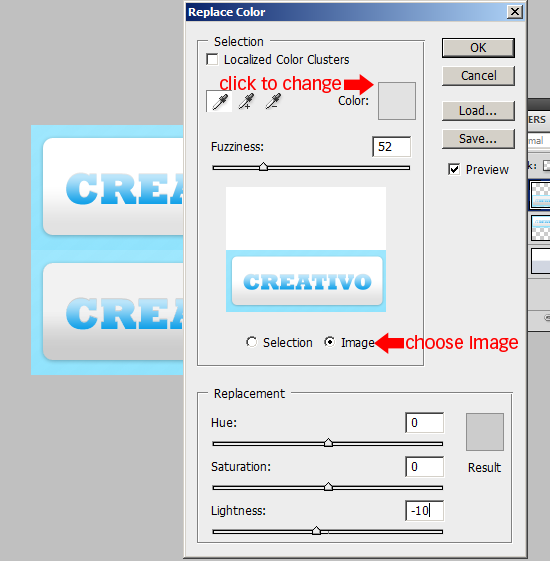 Replace Color
Selection
OK
Localized Color Clusters
click to change
Cancel
Color:
Load...
Fuzziness:
52
Save...
Preview
CREA
CREATIVO
CREA
Selection
Image
choose Image
Replacement
Hue:
0
Saturation:
0
Result
Lightness:
-10
ERS
mal
k: